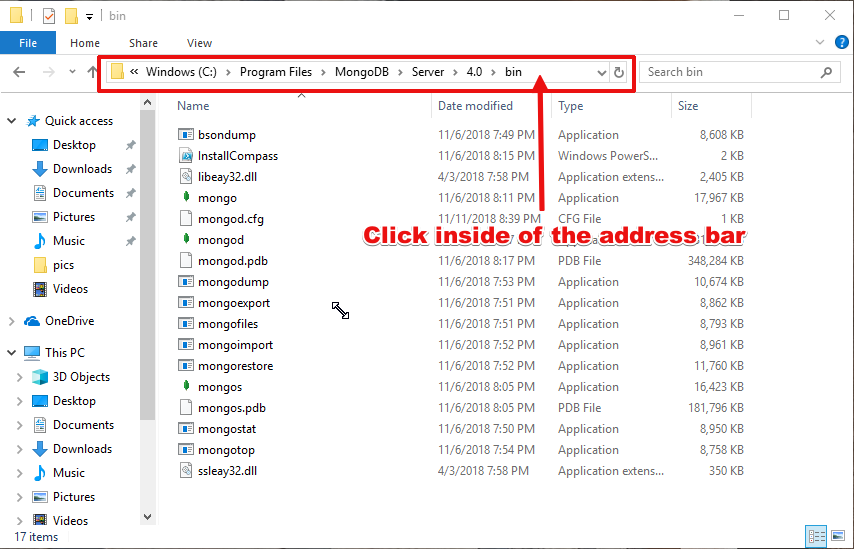 bin
File Home Share View
« Windows (C:) › Program Files › MongoDB › Server › 4.0 › bin Search bin
Name Date modified Type Size
Quick access
Desktop
Downloads
Documents
Pictures
Music
pics
Videos
OneDrive
This PC
3D Objects
Desktop
Documents
Downloads
Music
Pictures
Videos
bsondump 11/6/2018 7:49 PM Application 8,608 KB
InstallCompass 11/6/2018 8:15 PM Windows PowerS... 2 KB
libeay32.dll 4/3/2018 7:58 PM Application extens... 2,405 KB
mongo 11/6/2018 8:11 PM Application 17,967 KB
mongod.cfg 11/11/2018 8:39 PM CFG File 1 KB
Click inside of the address bar
mongod
mongod.pdb 11/6/2018 8:17 PM PDB File 348,284 KB
mongodump 11/6/2018 7:53 PM Application 10,674 KB
mongoexport 11/6/2018 7:51 PM Application 8,862 KB
mongofiles 11/6/2018 7:51 PM Application 8,793 KB
mongoimport 11/6/2018 7:52 PM Application 8,961 KB
mongorestore 11/6/2018 7:52 PM Application 11,760 KB
mongos 11/6/2018 8:05 PM Application 16,423 KB
mongos.pdb 11/6/2018 8:05 PM PDB File 181,796 KB
mongostat 11/6/2018 7:50 PM Application 8,950 KB
mongotop 11/6/2018 7:54 PM Application 8,758 KB
ssleay32.dll 4/3/2018 7:58 PM Application extens... 350 KB
17 items